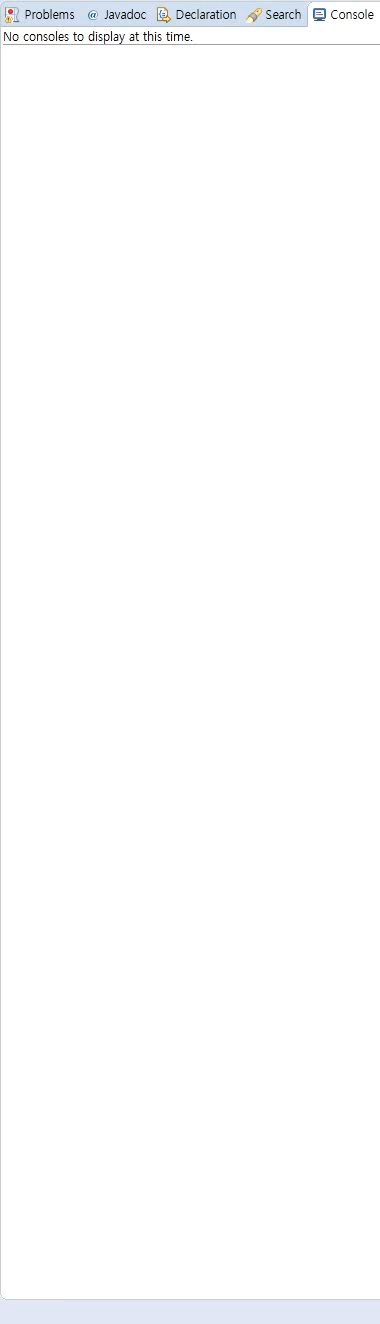 Problems @ Javadoc Declaration Search Console
No consoles to display at this time.